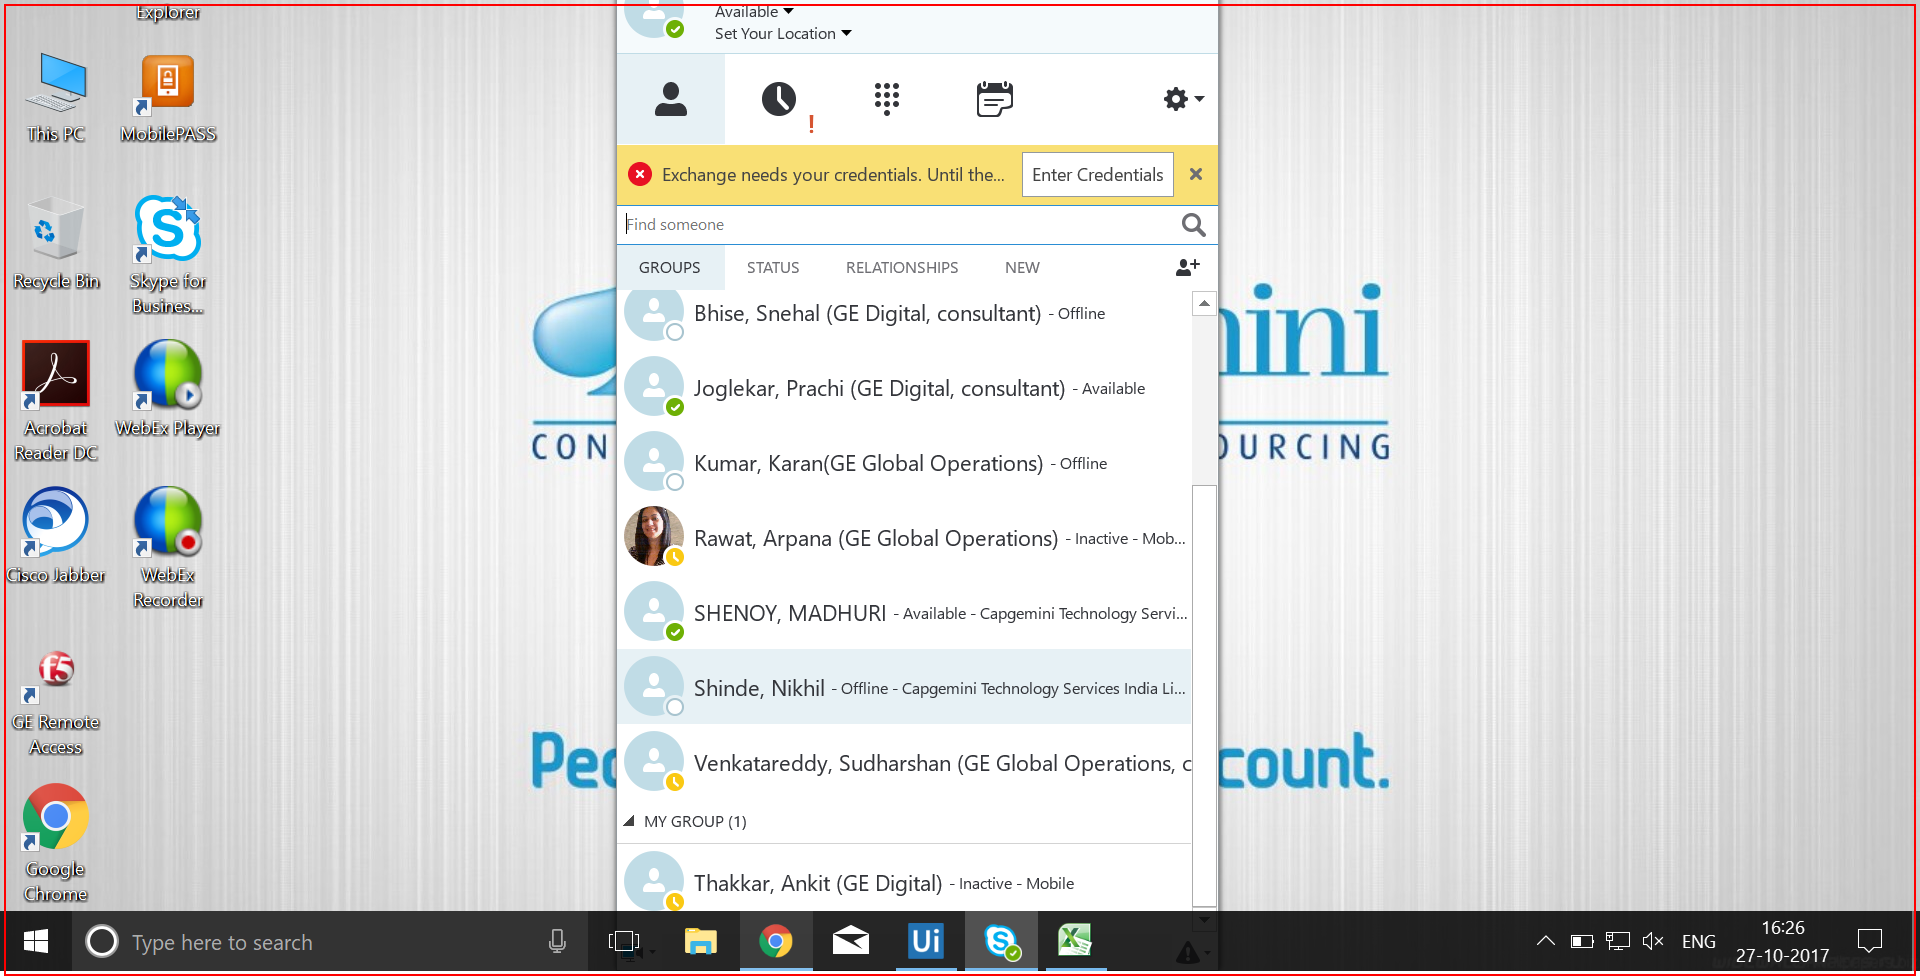 Explorer
This PC
MobilePASS
Recycle Bin
Skype for
Busines...
Acrobat
Reader DC
WebEx Player
Cisco Jabber
WebEx
Recorder
f5
GE Remote
Access
Google
Chrome
Available
Set Your Location
!
Exchange needs your credentials. Until the...
Enter Credentials
Find someone
GROUPS
STATUS
RELATIONSHIPS
NEW
Bhise, Snehal (GE Digital, consultant) - Offline
Joglekar, Prachi (GE Digital, consultant) - Available
Kumar, Karan(GE Global Operations) - Offline
Rawat, Arpana (GE Global Operations) - Inactive - Mob...
SHENOY, MADHURI - Available - Capgemini Technology Servi...
Shinde, Nikhil - Offline - Capgemini Technology Services India Li...
Venkatareddy, Sudharshan (GE Global Operations, c
MY GROUP (1)
Thakkar, Ankit (GE Digital) - Inactive - Mobile
mini
CON
OURCING
Peo
count.
Type here to search
Ui
ENG
16:26
27-10-2017